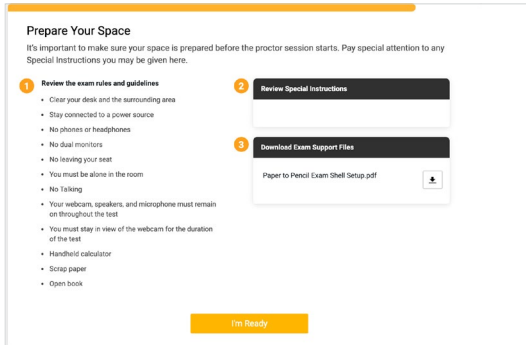 Prepare Your Space
It's important to make sure your space is prepared before the proctor session starts. Pay special attention to any
Special Instructions you may be given here.
1 Review the exam rules and guidelines
• Clear your desk and the surrounding area
• Stay connected to a power source
• No phones or headphones
• No dual monitors
• No leaving your seat
• You must be alone in the room
• No Talking
• Your webcam, speakers, and microphone must remain
on throughout the test
• You must stay in view of the webcam for the duration
of the test
• Handheld calculator
• Scrap paper
• Open book
2 Review Special Instructions
3 Download Exam Support Files
Paper to Pencil Exam Shell Setup.pdf
I'm Ready